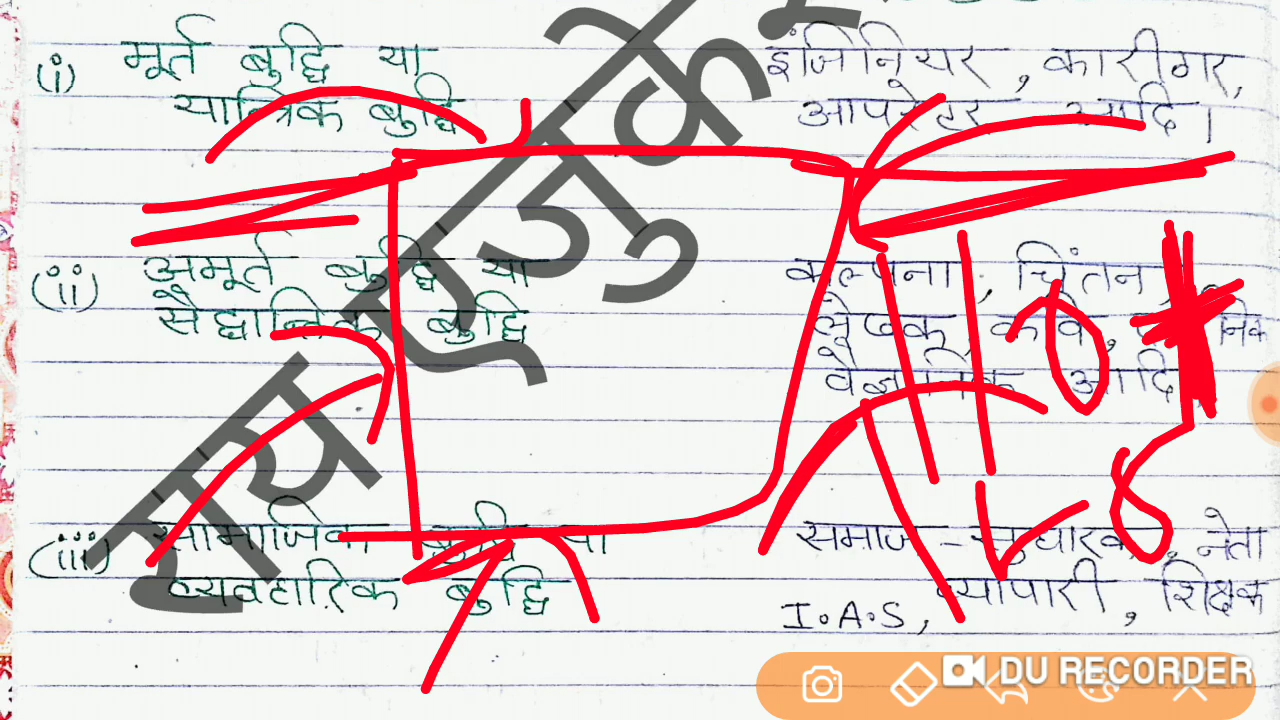 (i) मूर्त बुद्धि या इंजिनियर, कारीगर,
यान्त्रिक बुद्धि आपरेटर आदि।
(ii) अमूर्त बुद्धि या कल्पना, चिंतन
सैद्धान्तिक बुद्धि लेखक, कवि,
वैज्ञानिक आदि
(iii) सामाजिक बुद्धि या समाज-सुधारक, नेता
व्यवहारिक बुद्धि व्यापारी, शिक्षक
I.A.S,
राय एजुके
DU RECORDER